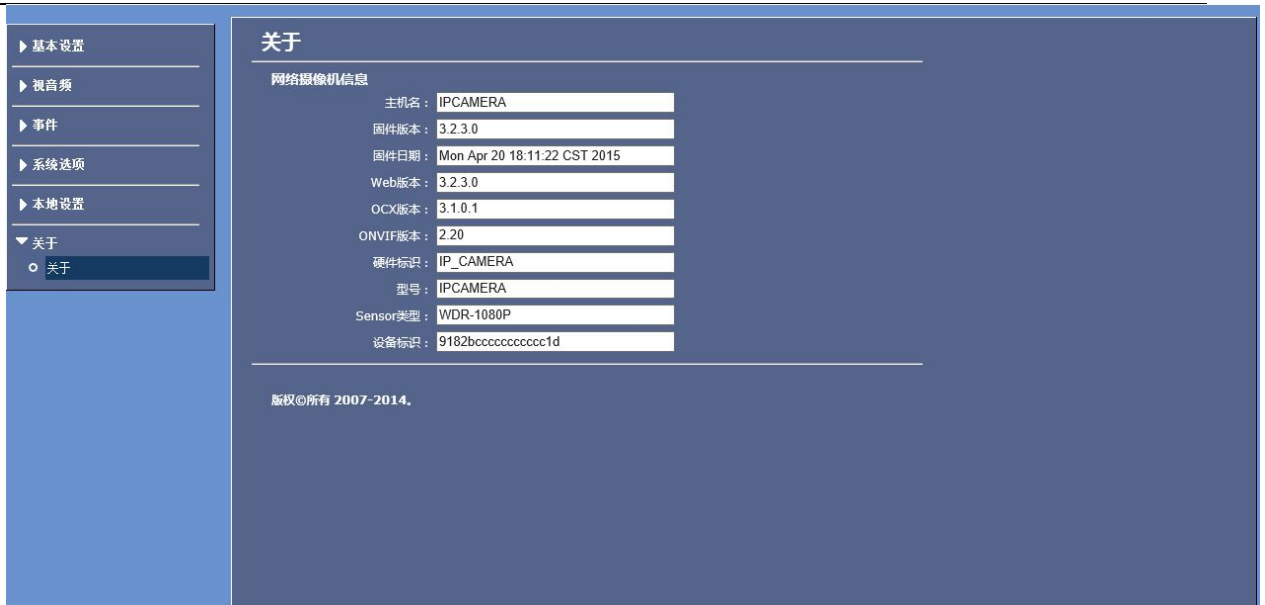 基本设置
视音频
事件
系统选项
本地设置
关于
关于
关于
网络摄像机信息
主机名： IPCAMERA
固件版本： 3.2.3.0
固件日期： Mon Apr 20 18:11:22 CST 2015
Web版本： 3.2.3.0
OCX版本： 3.1.0.1
ONVIF版本： 2.20
硬件标识： IP_CAMERA
型号： IPCAMERA
Sensor类型： WDR-1080P
设备标识： 9182bccccccccccc1d
版权©所有 2007-2014。